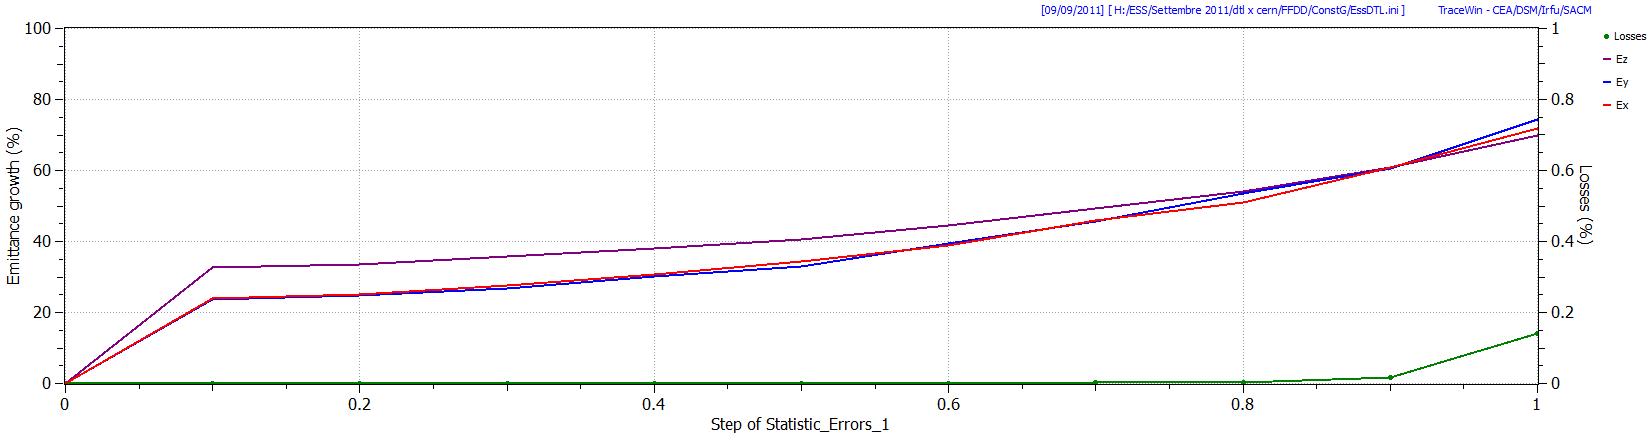 [09/09/2011] [ H:/ESS/Settembre 2011/dtl x cern/FFDD/ConstG/EssDTL.ini ] TraceWin - CEA/DSM/Irfu/SACM
100
80
60
40
20
0
Emittance growth (%)
0
0.2
0.4
0.6
0.8
1
Step of Statistic_Errors_1
1
0.8
0.6
0.4
0.2
0
Losses (%)
Losses
Ez
Ey
Ex